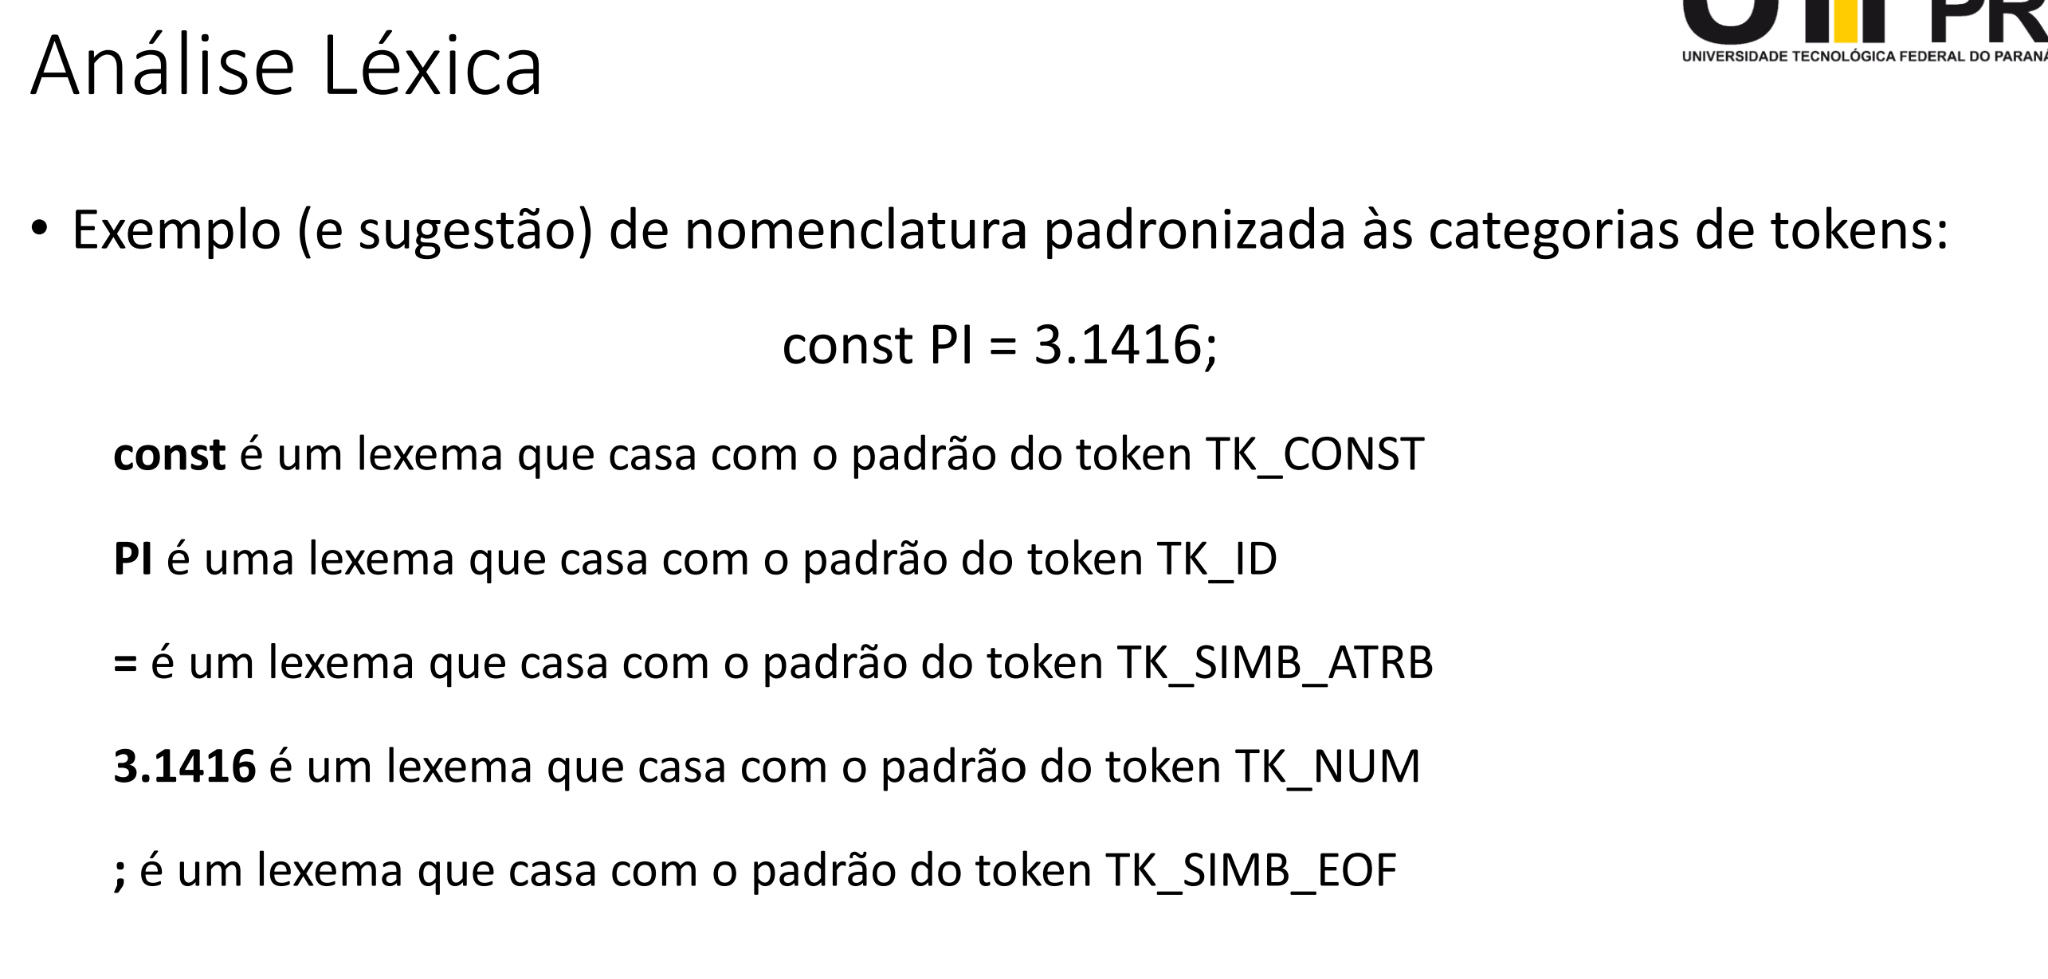 Análise Léxica
UNIVERSIDADE TECNOLÓGICA FEDERAL DO PARANÁ
• Exemplo (e sugestão) de nomenclatura padronizada às categorias de tokens:
const PI = 3.1416;
const é um lexema que casa com o padrão do token TK_CONST
PI é uma lexema que casa com o padrão do token TK_ID
= é um lexema que casa com o padrão do token TK_SIMB_ATRB
3.1416 é um lexema que casa com o padrão do token TK_NUM
; é um lexema que casa com o padrão do token TK_SIMB_EOF